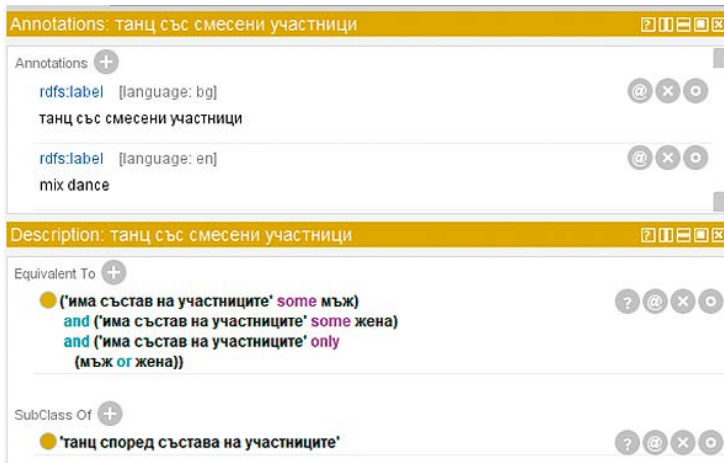 Annotations: танц със смесени участници
Annotations
rdfs:label [language: bg]
танц със смесени участници
rdfs:label [language: en]
mix dance
Description: танц със смесени участници
Equivalent To
('има състав на участниците' some мъж)
and ('има състав на участниците' some жена)
and ('има състав на участниците' only
(мъж or жена))
SubClass Of
'танц според състава на участниците'